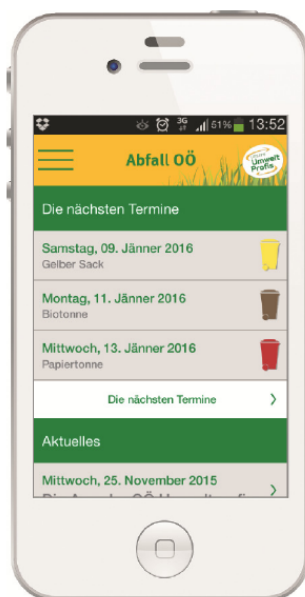 3G
61%
13:52
Abfall OÖ
Umwelt
Profis
Die nächsten Termine
Samstag, 09. Jänner 2016
Gelber Sack
Montag, 11. Jänner 2016
Biotonne
Mittwoch, 13. Jänner 2016
Papiertonne
Die nächsten Termine
Aktuelles
Mittwoch, 25. November 2015